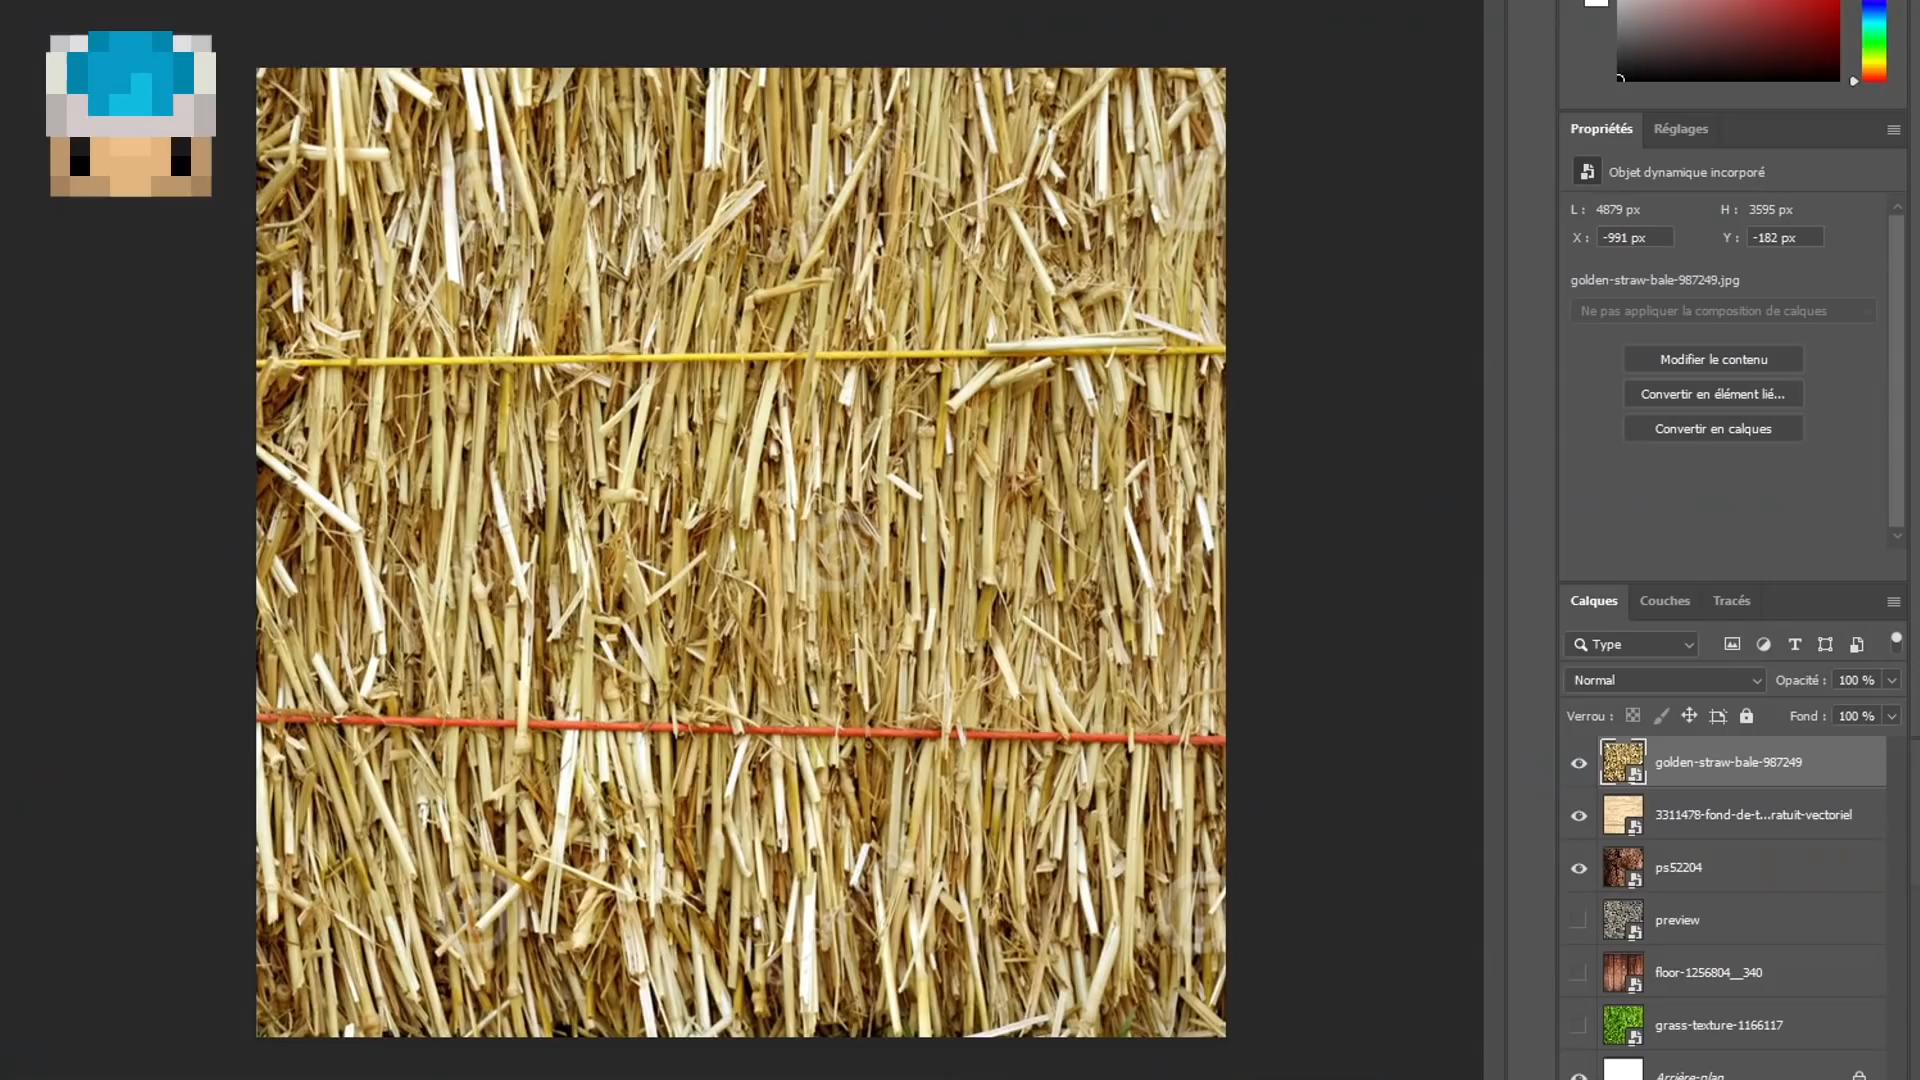 Propriétés Réglages
Objet dynamique incorporé
L : 4879 px H : 3595 px
X : -991 px Y : -182 px
golden-straw-bale-987249.jpg
Ne pas appliquer la composition de calques
Modifier le contenu
Convertir en élément lié...
Convertir en calques
Calques Couches Tracés
Type
Normal Opacité : 100 %
Verrou : Fond : 100 %
golden-straw-bale-987249
3311478-fond-de-t...ratuit-vectoriel
ps52204
preview
floor-1256804__340
grass-texture-1166117
Arrière-plan